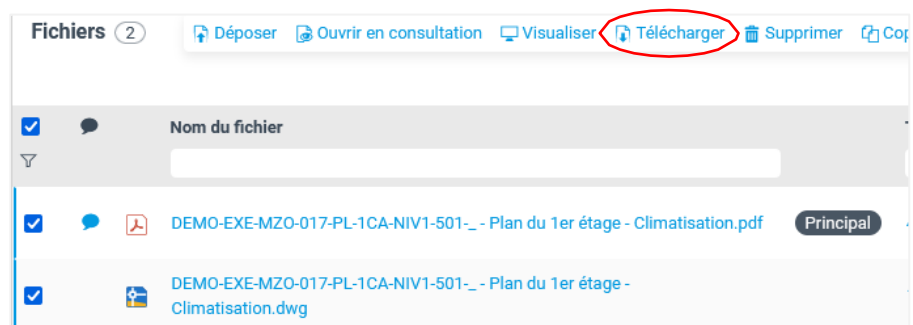 Fichiers 2 Déposer Ouvrir en consultation Visualiser Télécharger Supprimer
Nom du fichier
DEMO-EXE-MZO-017-PL-1CA-NIV1-501-_ - Plan du 1er étage - Climatisation.pdf Principal
DEMO-EXE-MZO-017-PL-1CA-NIV1-501-_ - Plan du 1er étage -
Climatisation.dwg